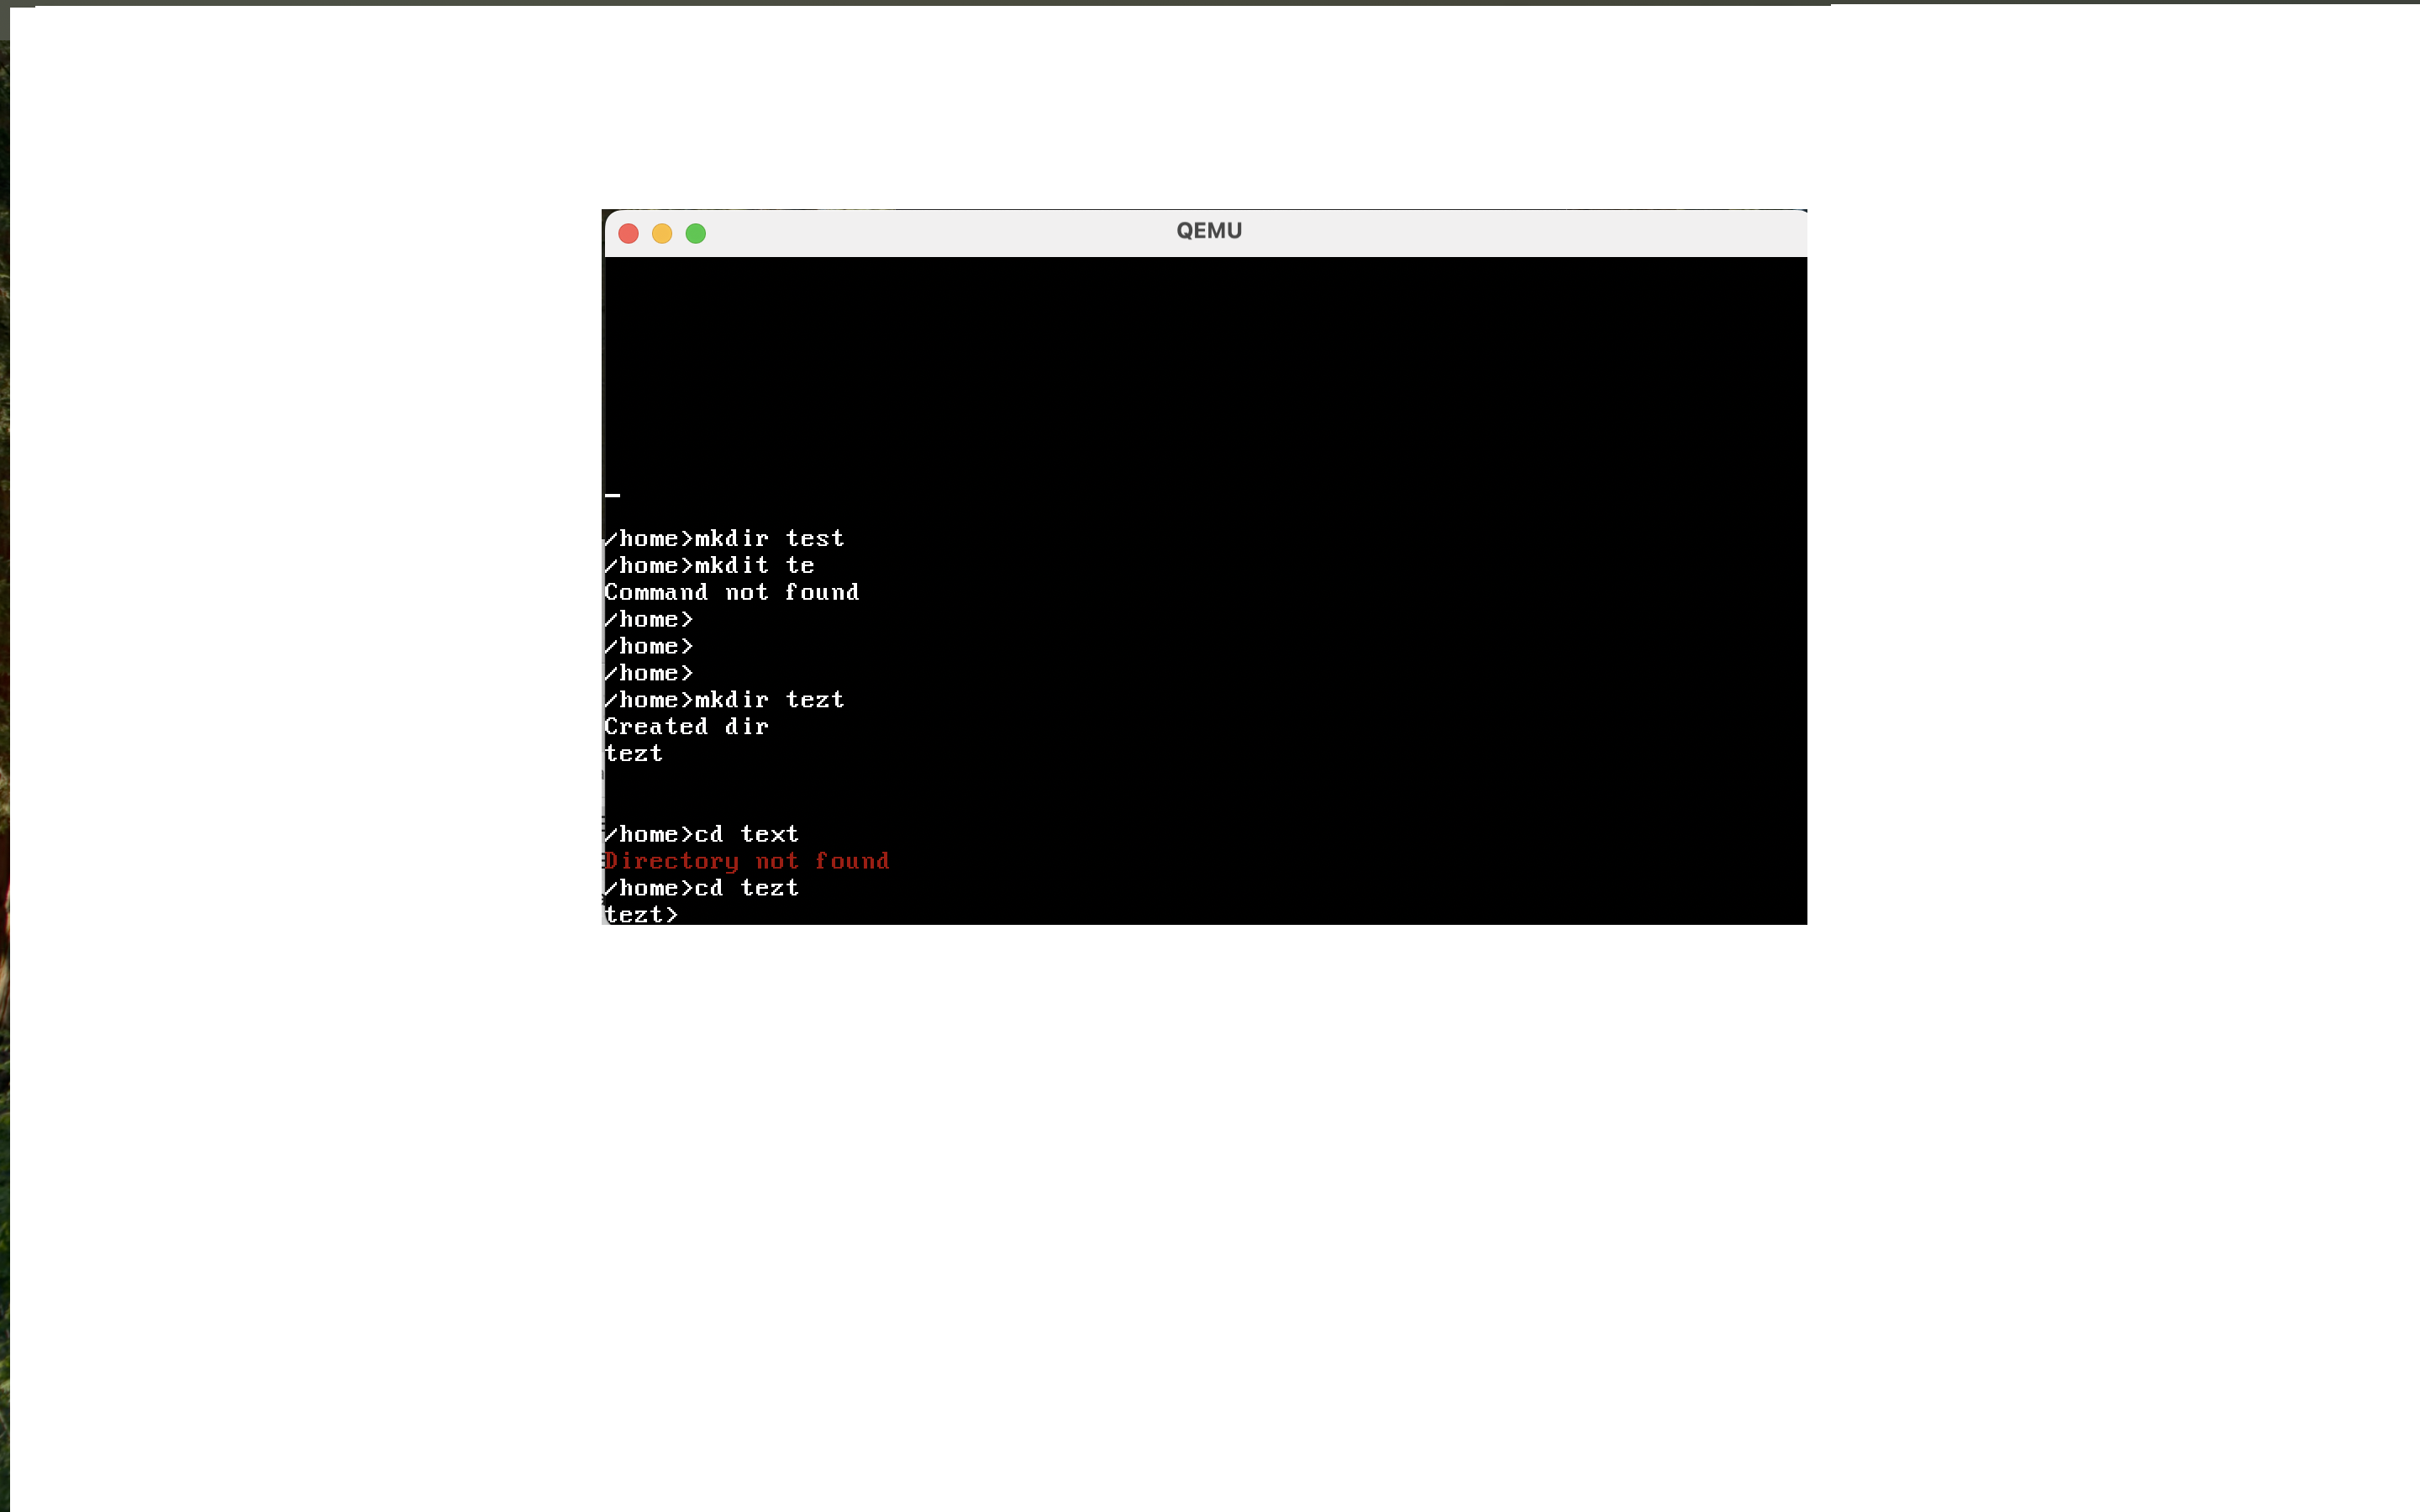 QEMU
/home>mkdir test
/home>mkdit te
Command not found
/home>
/home>
/home>
/home>mkdir tezt
Created dir
tezt
/home>cd text
Directory not found
/home>cd tezt
tezt>